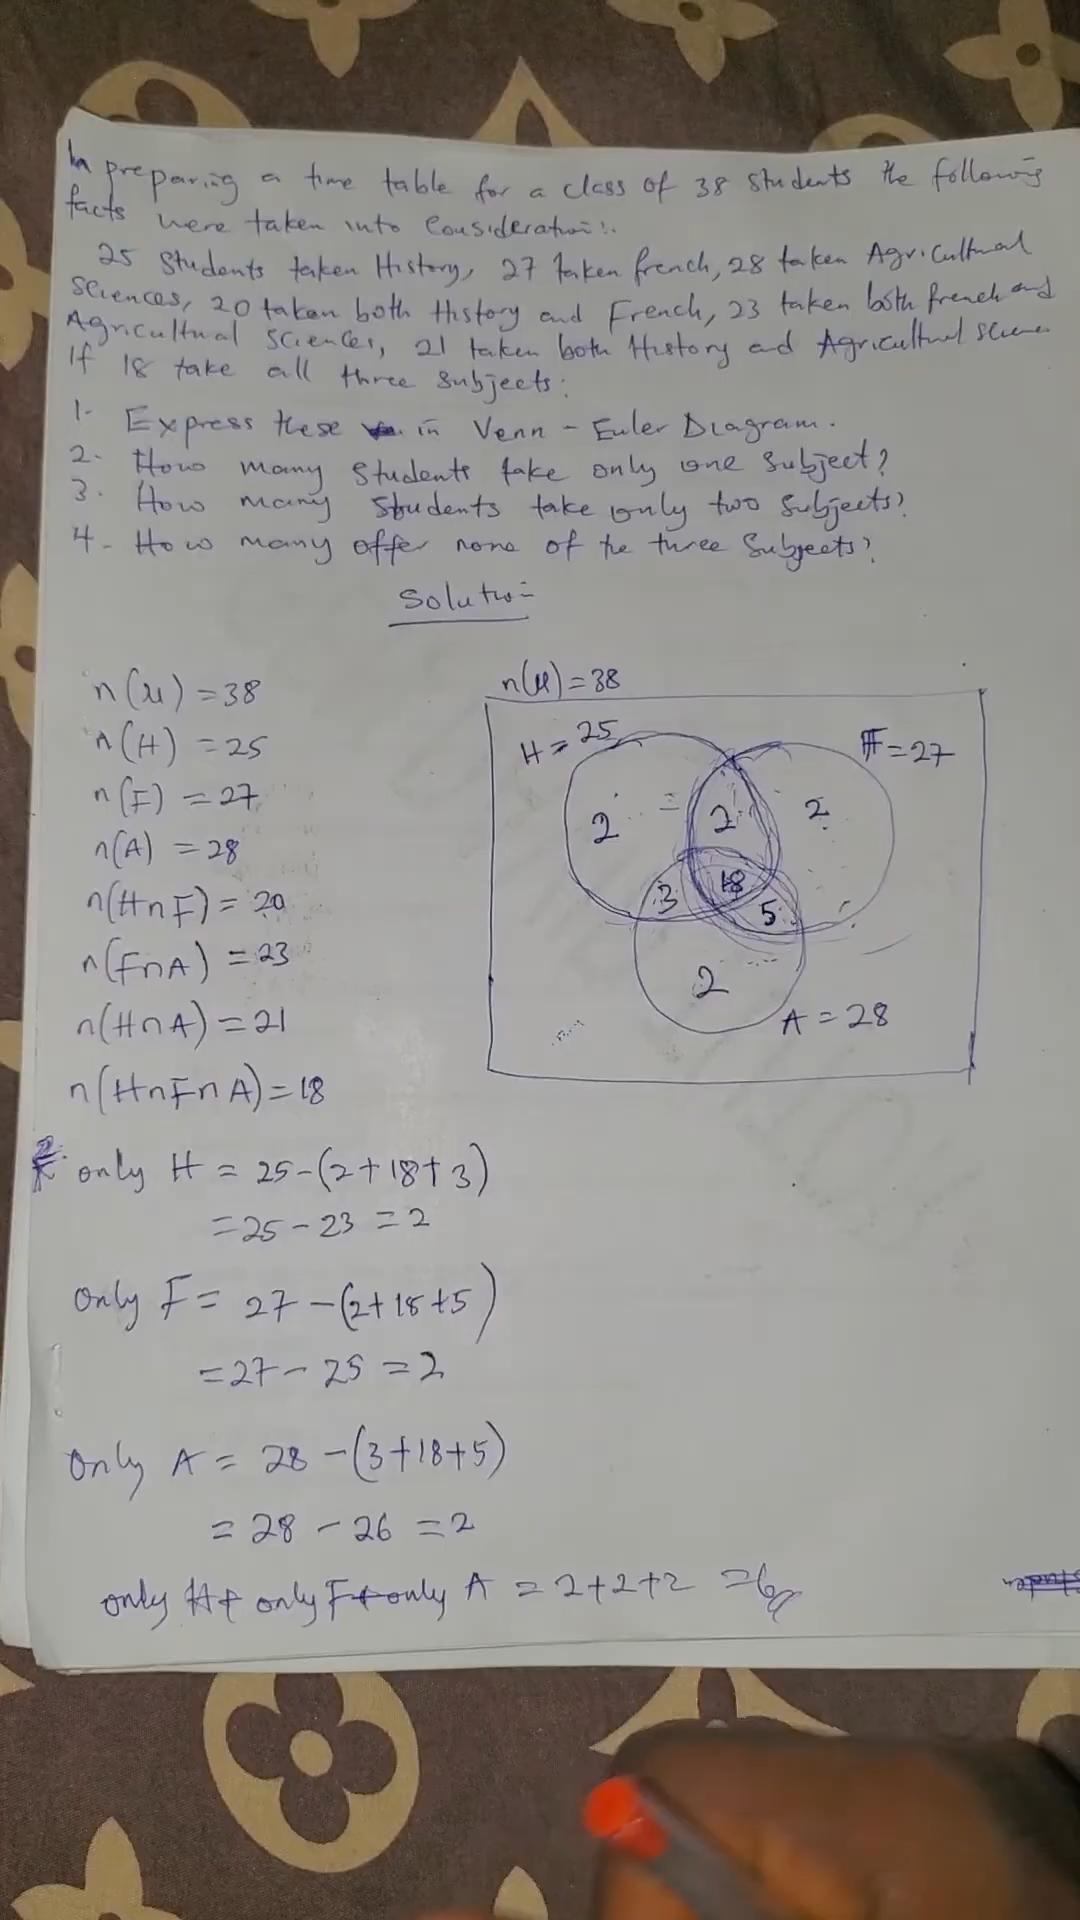 In preparing a time table for a class of 38 students the following
facts were taken into consideration:.
25 Students taken History, 27 taken french, 28 taken Agricultural
Sciences, 20 taken both History and French, 23 taken both french and
Agricultural Sciences, 21 taken both History and Agricultural science
If 18 take all three Subjects:
1- Express these in Venn - Euler Diagram.
2- How many students take only one subject?
3- How many Students take only two subjects?
4- How many offer none of the three Subjects?
Solution
n(μ) = 38
n(H) = 25
n(F) = 27
n(A) = 28
n(H∩F) = 20
n(F∩A) = 23
n(H∩A) = 21
n(H∩F∩A) = 18
n(μ) = 38
H = 25
F = 27
2
2
2
3
18
5
2
A = 28
2. only H = 25-(2+18+3)
= 25 - 23 = 2
only F = 27 - (2+18+5)
= 27 - 25 = 2
Only A = 28 - (3+18+5)
= 28 - 26 = 2
only H + only F + only A = 2+2+2 = 6